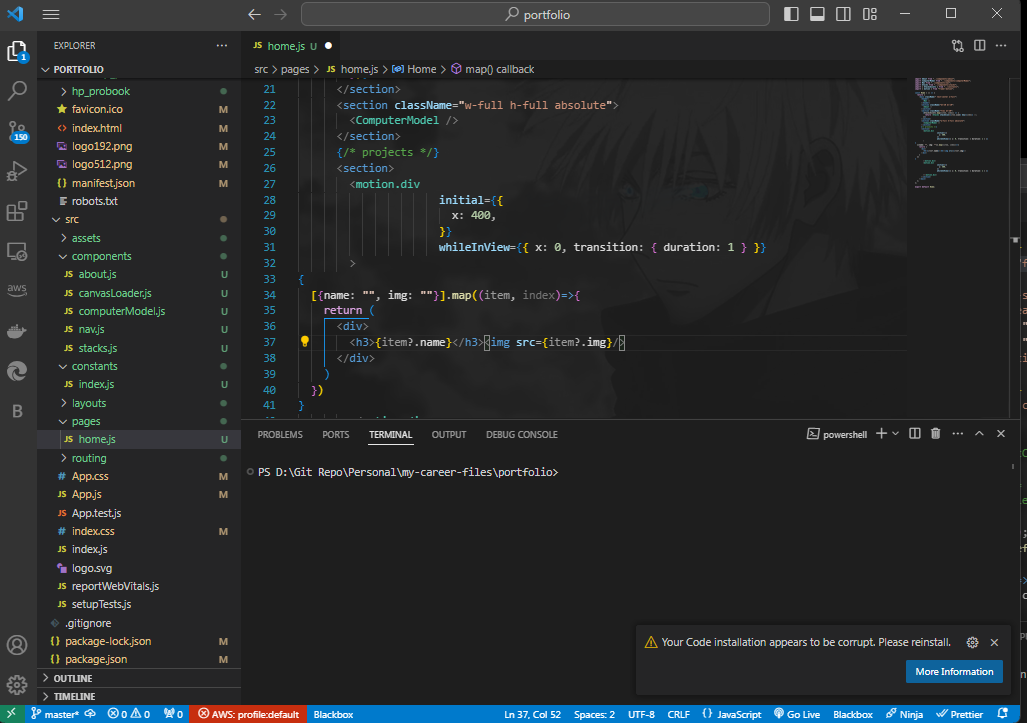 portfolio
EXPLORER
PORTFOLIO
hp_probook
favicon.ico M
index.html M
logo192.png M
logo512.png M
manifest.json M
robots.txt
src
assets
components
about.js U
canvasLoader.js U
computerModel.js U
nav.js U
stacks.js U
constants
index.js U
layouts
pages
home.js U
routing
App.css M
App.js M
App.test.js
index.css M
index.js
logo.svg
reportWebVitals.js
setupTests.js
.gitignore
package-lock.json M
package.json M
OUTLINE
TIMELINE
1
150
aws
B
JS home.js U
src > pages > JS home.js > Home > map() callback
21 </section>
22 <section className="w-full h-full absolute">
23 <ComputerModel />
24 </section>
25 {/* projects */}
26 <section>
27 <motion.div
28 initial={{
29 x: 400,
30 }}
31 whileInView={{ x: 0, transition: { duration: 1 } }}
32 >
33 {
34 [{name: "", img: ""}].map((item, index)=>{
35 return (
36 <div>
37 <h3>{item?.name}</h3><img src={item?.img}/>
38 </div>
39 )
40 })
41 }
PROBLEMS PORTS TERMINAL OUTPUT DEBUG CONSOLE powershell
PS D:\Git Repo\Personal\my-career-files\portfolio>
Your Code installation appears to be corrupt. Please reinstall.
More Information
master* 0 0 0 AWS: profile:default Blackbox Ln 37, Col 52 Spaces: 2 UTF-8 CRLF {} JavaScript Go Live Blackbox Ninja Prettier